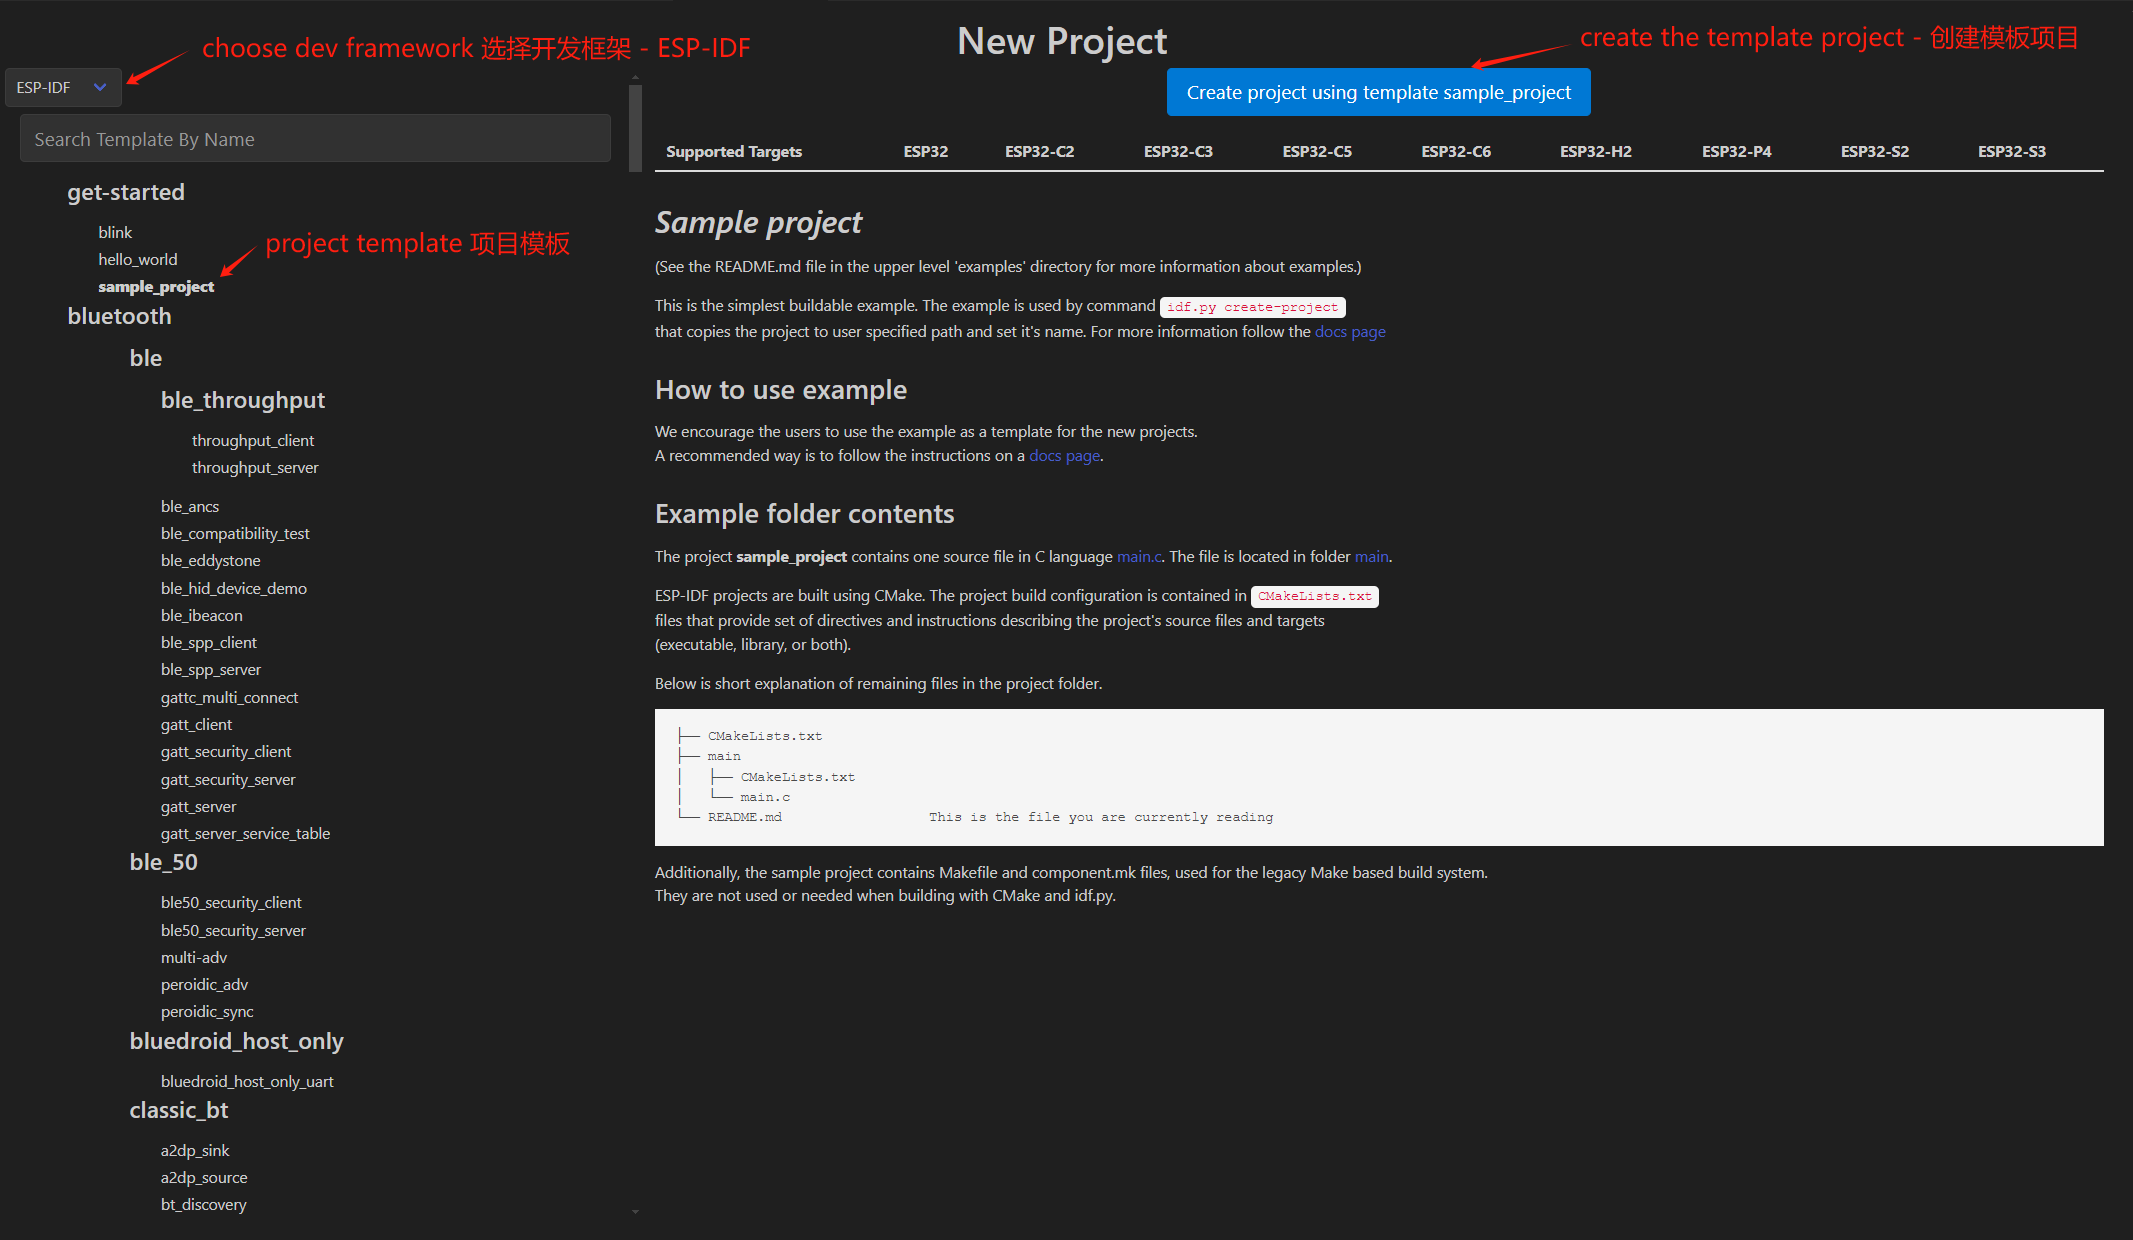 choose dev framework 选择开发框架 - ESP-IDF
New Project
create the template project - 创建模板项目
ESP-IDF
Create project using template sample_project
Search Template By Name
get-started
blink
hello_world
sample_project
project template 项目模板
bluetooth
ble
ble_throughput
throughput_client
throughput_server
ble_ancs
ble_compatibility_test
ble_eddystone
ble_hid_device_demo
ble_ibeacon
ble_spp_client
ble_spp_server
gattc_multi_connect
gatt_client
gatt_security_client
gatt_security_server
gatt_server
gatt_server_service_table
ble_50
ble50_security_client
ble50_security_server
multi-adv
peroidic_adv
peroidic_sync
bluedroid_host_only
bluedroid_host_only_uart
classic_bt
a2dp_sink
a2dp_source
bt_discovery
Supported Targets ESP32 ESP32-C2 ESP32-C3 ESP32-C5 ESP32-C6 ESP32-H2 ESP32-P4 ESP32-S2 ESP32-S3
Sample project
(See the README.md file in the upper level 'examples' directory for more information about examples.)
This is the simplest buildable example. The example is used by command idf.py create-project
that copies the project to user specified path and set it's name. For more information follow the docs page
How to use example
We encourage the users to use the example as a template for the new projects.
A recommended way is to follow the instructions on a docs page.
Example folder contents
The project sample_project contains one source file in C language main.c. The file is located in folder main.
ESP-IDF projects are built using CMake. The project build configuration is contained in CMakeLists.txt
files that provide set of directives and instructions describing the project's source files and targets
(executable, library, or both).
Below is short explanation of remaining files in the project folder.
├── CMakeLists.txt
├── main
│   ├── CMakeLists.txt
│   └── main.c
└── README.md                  This is the file you are currently reading
Additionally, the sample project contains Makefile and component.mk files, used for the legacy Make based build system.
They are not used or needed when building with CMake and idf.py.